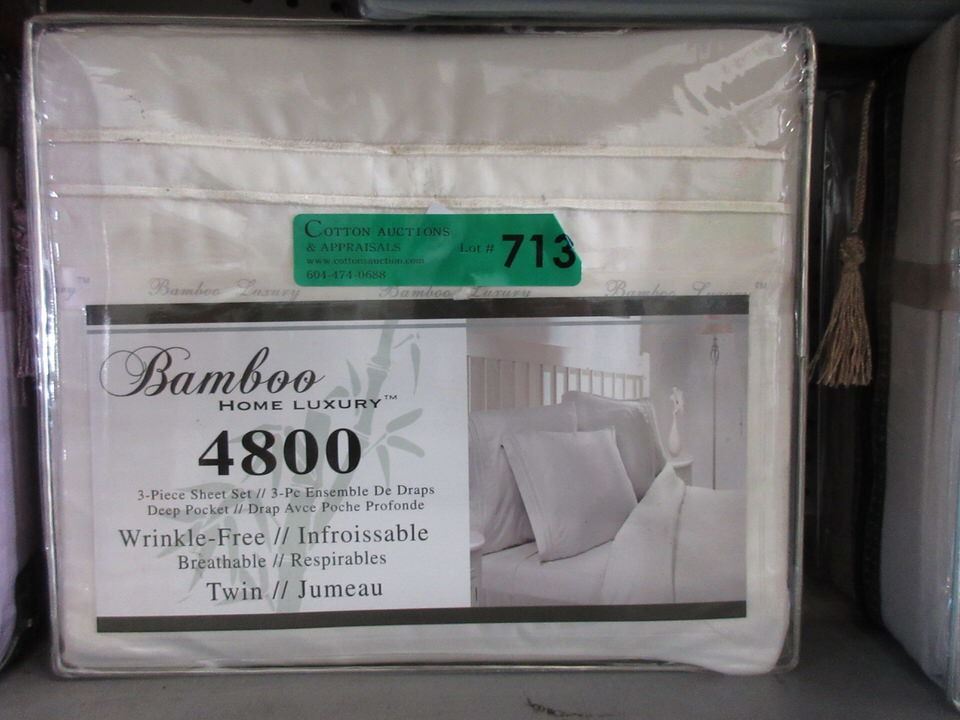 COTTON AUCTIONS
& APPRAISALS
www.cottonsauction.com
604-474-0688
Lot # 713
Bamboo Luxury Bamboo Luxury Bamboo Luxury™
Bamboo
HOME LUXURY™
4800
3-Piece Sheet Set // 3-Pc Ensemble De Draps
Deep Pocket // Drap Avce Poche Profonde
Wrinkle-Free // Infroissable
Breathable // Respirables
Twin // Jumeau